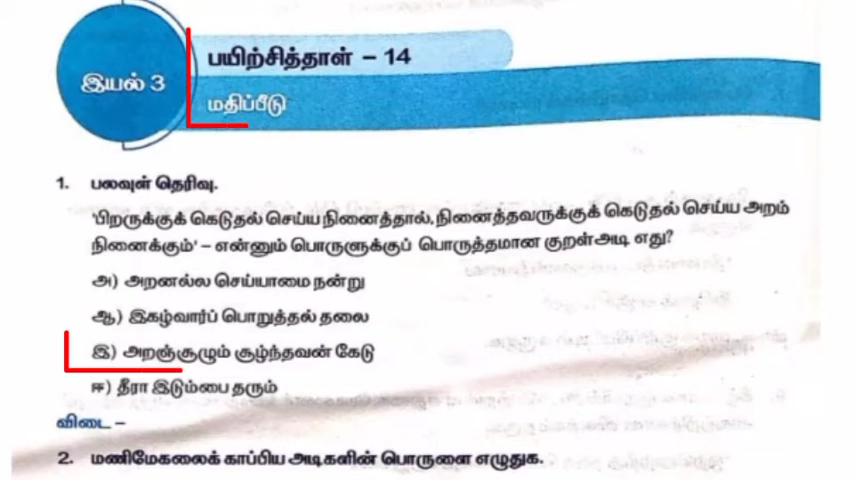 இயல் 3
பயிற்சித்தாள் – 14
மதிப்பீடு
1. பலவுள் தெரிவு.
'பிறருக்குக் கெடுதல் செய்ய நினைத்தால், நினைத்தவருக்குக் கெடுதல் செய்ய அறம்
நினைக்கும்' – என்னும் பொருளுக்குப் பொருத்தமான குறள்அடி எது?
அ) அறனல்ல செய்யாமை நன்று
ஆ) இகழ்வார்ப் பொறுத்தல் தலை
இ) அறஞ்சூழும் சூழ்ந்தவன் கேடு
ஈ) தீரா இடும்பை தரும்
விடை –
2. மணிமேகலைக் காப்பிய அடிகளின் பொருளை எழுதுக.